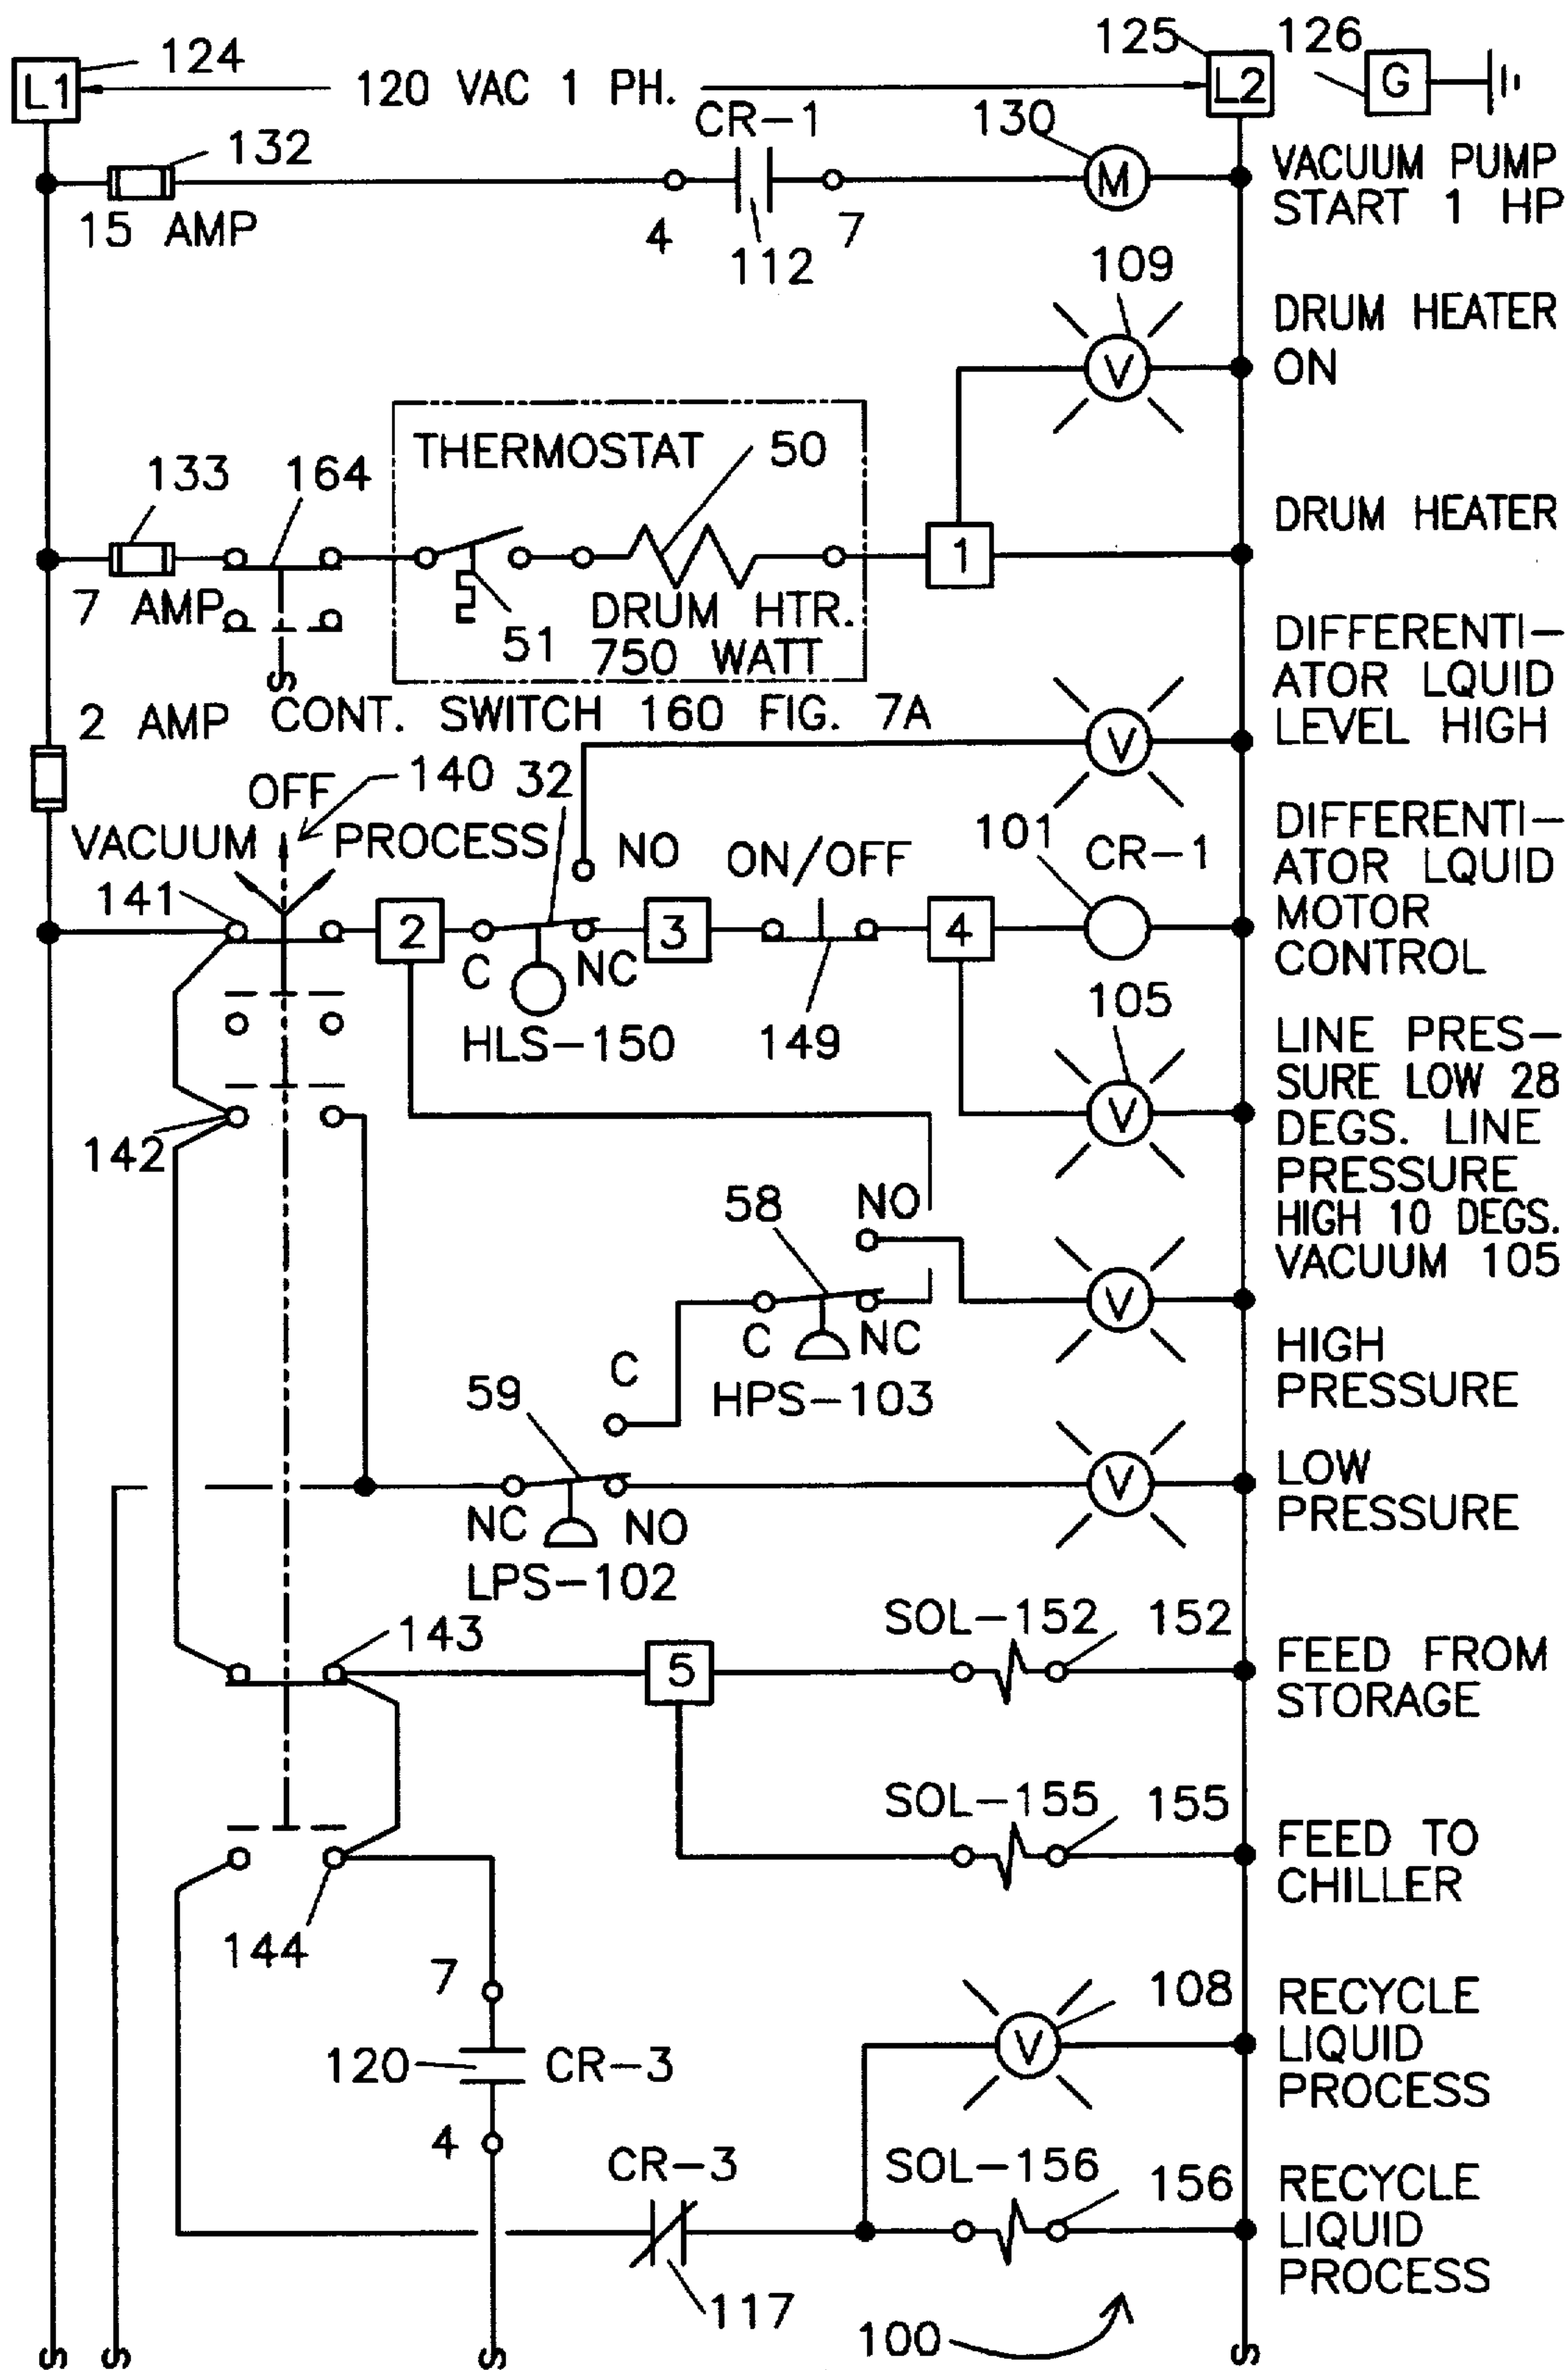 124
125
126
L1
120 VAC 1 PH.
L2
G
CR-1
130
132
M
VACUUM PUMP
START 1 HP
15 AMP
4
7
112
109
DRUM HEATER
ON
V
THERMOSTAT
50
133
164
DRUM HEATER
1
7 AMP
51
DRUM HTR.
750 WATT
S
DIFFERENTI-
ATOR LQUID
LEVEL HIGH
2 AMP
CONT. SWITCH 160 FIG. 7A
V
OFF
140
32
VACUUM
PROCESS
NO
ON/OFF
101
CR-1
DIFFERENTI-
ATOR LQUID
MOTOR
CONTROL
141
2
3
4
C
NC
HLS-150
149
105
LINE PRES-
SURE LOW 28
DEGS. LINE
PRESSURE
HIGH 10 DEGS.
VACUUM 105
V
142
58
NO
V
C
NC
HPS-103
HIGH
PRESSURE
C
59
LOW
PRESSURE
V
NC
NO
LPS-102
143
SOL-152
152
FEED FROM
STORAGE
5
SOL-155
155
FEED TO
CHILLER
144
7
108
RECYCLE
LIQUID
PROCESS
V
120
CR-3
4
CR-3
SOL-156
156
RECYCLE
LIQUID
PROCESS
117
100
S
S
S
S